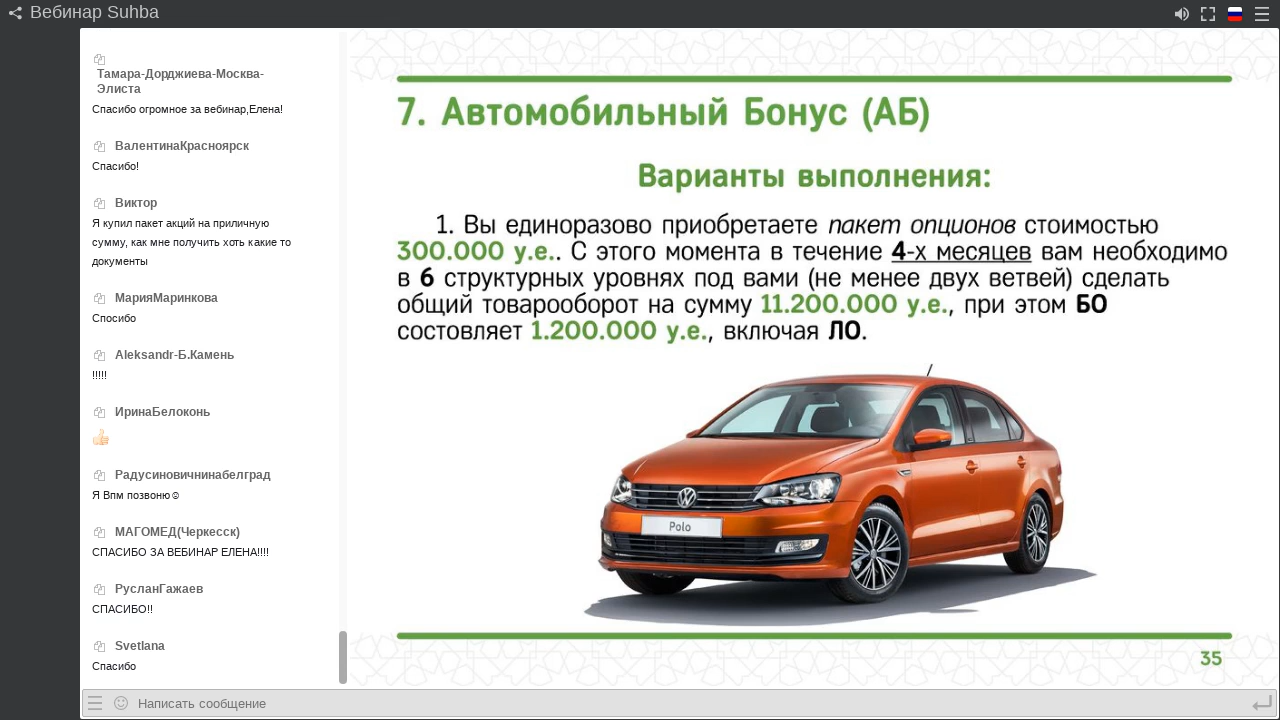 Вебинар Suhba
Тамара-Дорджиева-Москва-
Элиста
Спасибо огромное за вебинар,Елена!
ВалентинаКрасноярск
Спасибо!
Виктор
Я купил пакет акций на приличную
сумму, как мне получить хоть какие то
документы
МарияМаринкова
Спосибо
Aleksandr-Б.Камень
!!!!!
ИринаБелоконь
Радусиновичнинабелград
Я Впм позвоню☺
МАГОМЕД(Черкесск)
СПАСИБО ЗА ВЕБИНАР ЕЛЕНА!!!!
РусланГажаев
СПАСИБО!!
Svetlana
Спасибо
Написать сообщение
7. Автомобильный Бонус (АБ)
Варианты выполнения:
1. Вы единоразово приобретаете пакет опционов стоимостью
300.000 у.е.. С этого момента в течение 4-х месяцев вам необходимо
в 6 структурных уровнях под вами (не менее двух ветвей) сделать
общий товарооборот на сумму 11.200.000 у.е., при этом БО
составляет 1.200.000 у.е., включая ЛО.
Polo
35